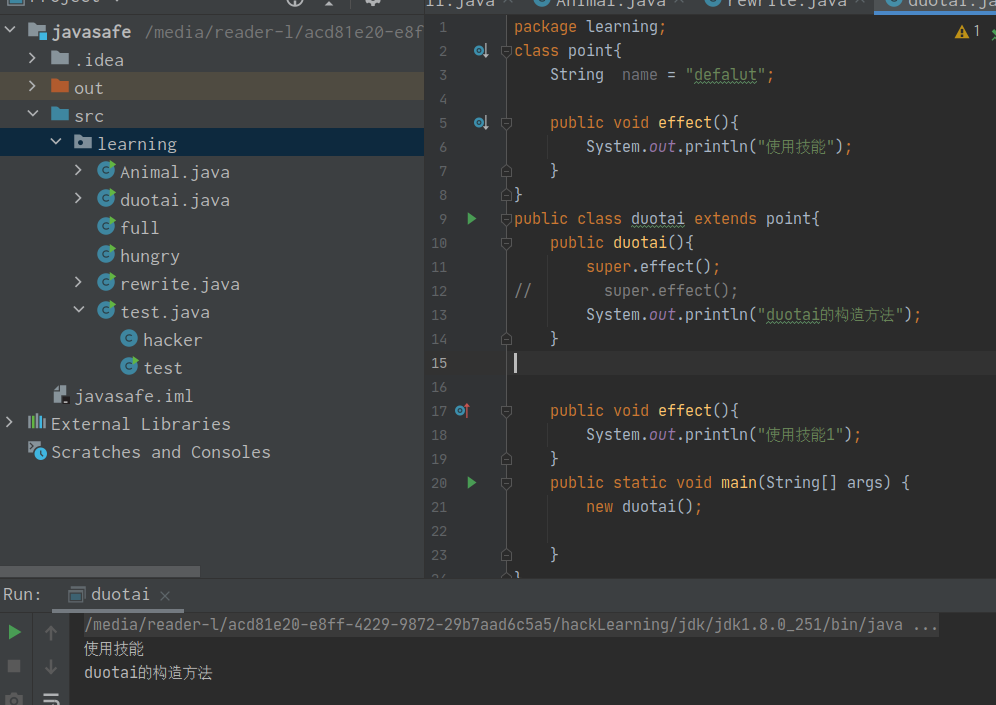 javasafe /media/reader-l/acd81e20-e8f
.idea
out
src
learning
Animal.java
duotai.java
full
hungry
rewrite.java
test.java
hacker
test
javasafe.iml
External Libraries
Scratches and Consoles
Animal.java
rewrite.java
1
1 package learning;
2 class point{
3 String name = "defalut";
4
5 public void effect(){
6 System.out.println("使用技能");
7 }
8 }
9 public class duotai extends point{
10 public duotai(){
11 super.effect();
12 // super.effect();
13 System.out.println("duotai的构造方法");
14 }
15
16
17 public void effect(){
18 System.out.println("使用技能1");
19 }
20 public static void main(String[] args) {
21 new duotai();
22
23 }
Run: duotai
/media/reader-l/acd81e20-e8ff-4229-9872-29b7aad6c5a5/hackLearning/jdk/jdk1.8.0_251/bin/java ...
使用技能
duotai的构造方法